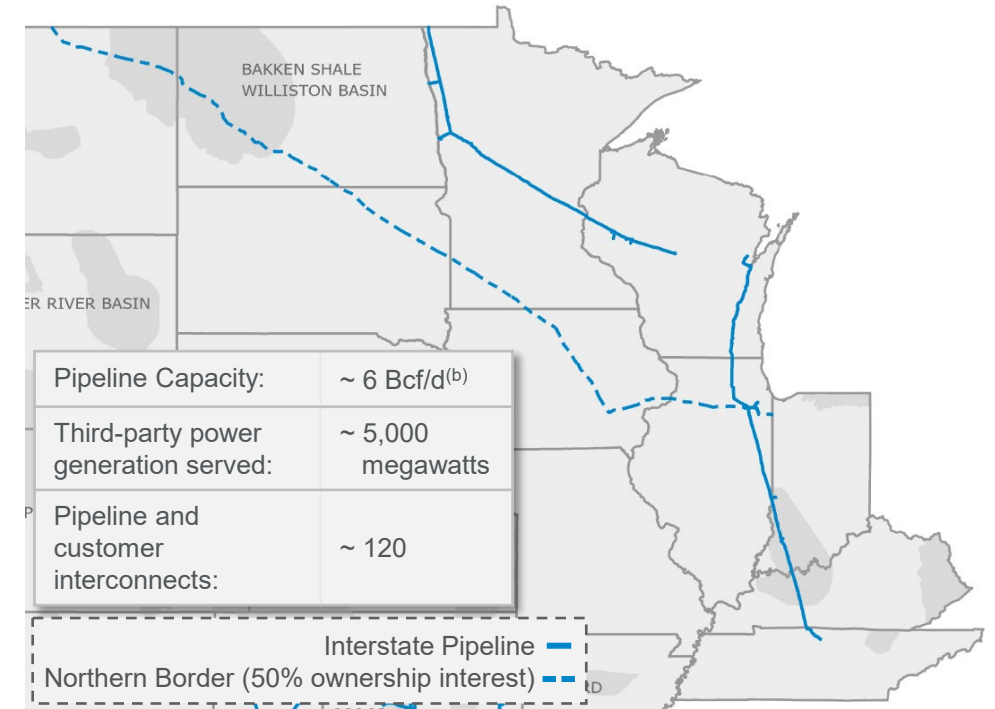 BAKKEN SHALE
WILLISTON BASIN
ER RIVER BASIN
Pipeline Capacity: ~ 6 Bcf/d(b)
Third-party power
generation served:
~ 5,000
megawatts
Pipeline and
customer
interconnects:
~ 120
P
Interstate Pipeline
Northern Border (50% ownership interest)
RD